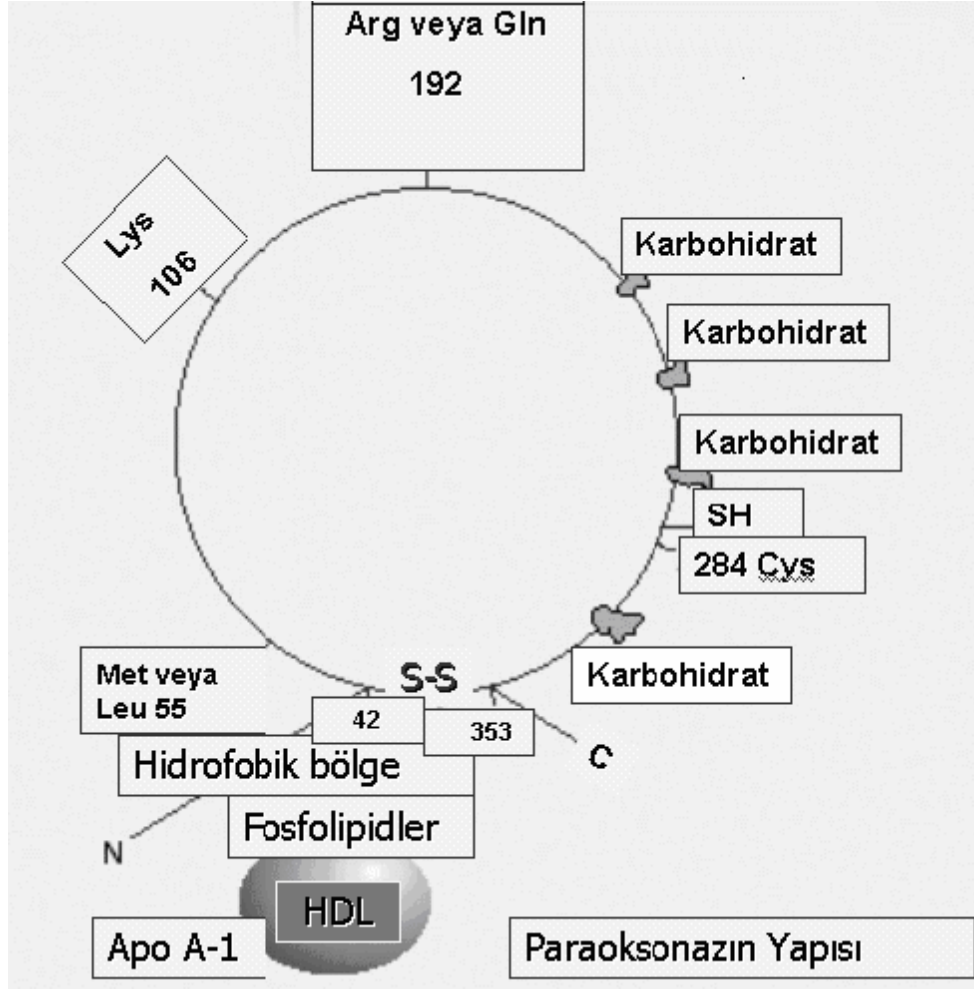 Arg veya Gln
192
Lys
106
Karbohidrat
Karbohidrat
Karbohidrat
SH
284 Cys
Karbohidrat
Met veya
Leu 55
S-S
42
353
C
Hidrofobik bölge
Fosfolipidler
N
HDL
Apo A-1
Paraoksonazın Yapısı